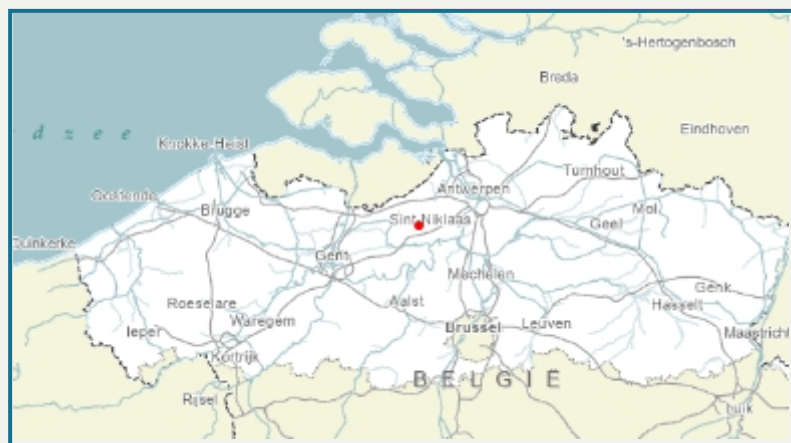 's-Hertogenbosch
Breda
d z e e
Eindhoven
Knokke-Heist
Turnhout
Antwerpen
Oostende
Mol
Brugge
Sint-Niklaas
Geel
Duinkerke
Gent
Mechelen
Genk
Roeselare
Aalst
Hasselt
Waregem
Brussel
Leuven
Ieper
Maastricht
Kortrijk
BELGIË
Rijsel
Luik